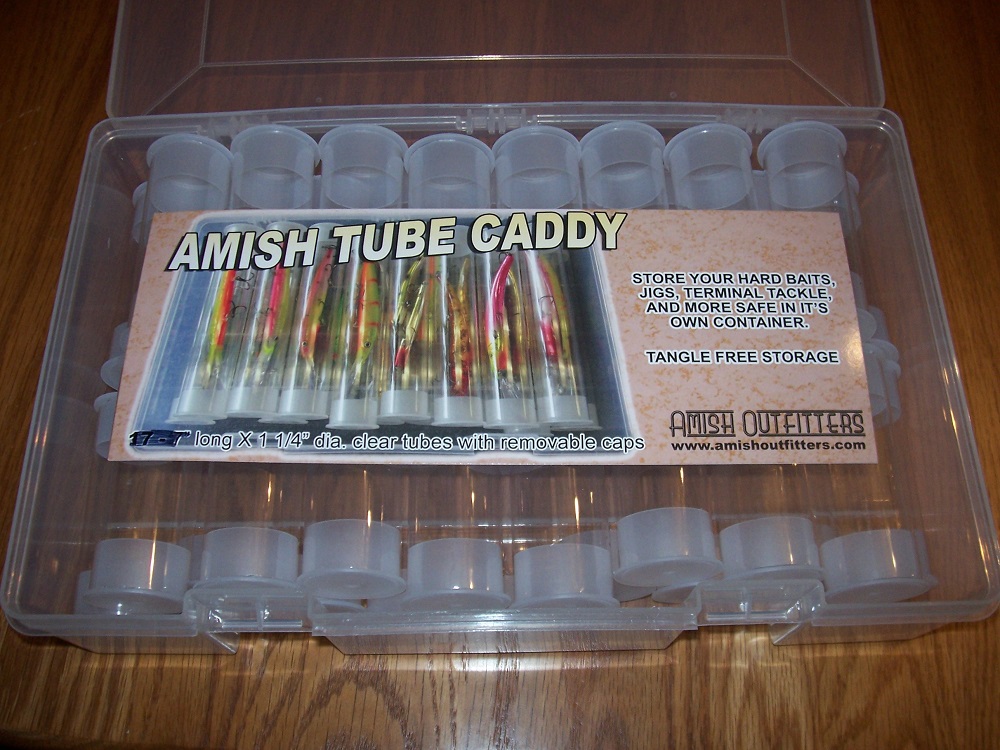 AMISH TUBE CADDY
STORE YOUR HARD BAITS,
JIGS, TERMINAL TACKLE,
AND MORE SAFE IN IT'S
OWN CONTAINER.
TANGLE FREE STORAGE
17 - 7" long X 1 1/4" dia. clear tubes with removable caps
AMISH OUTFITTERS
www.amishoutfitters.com